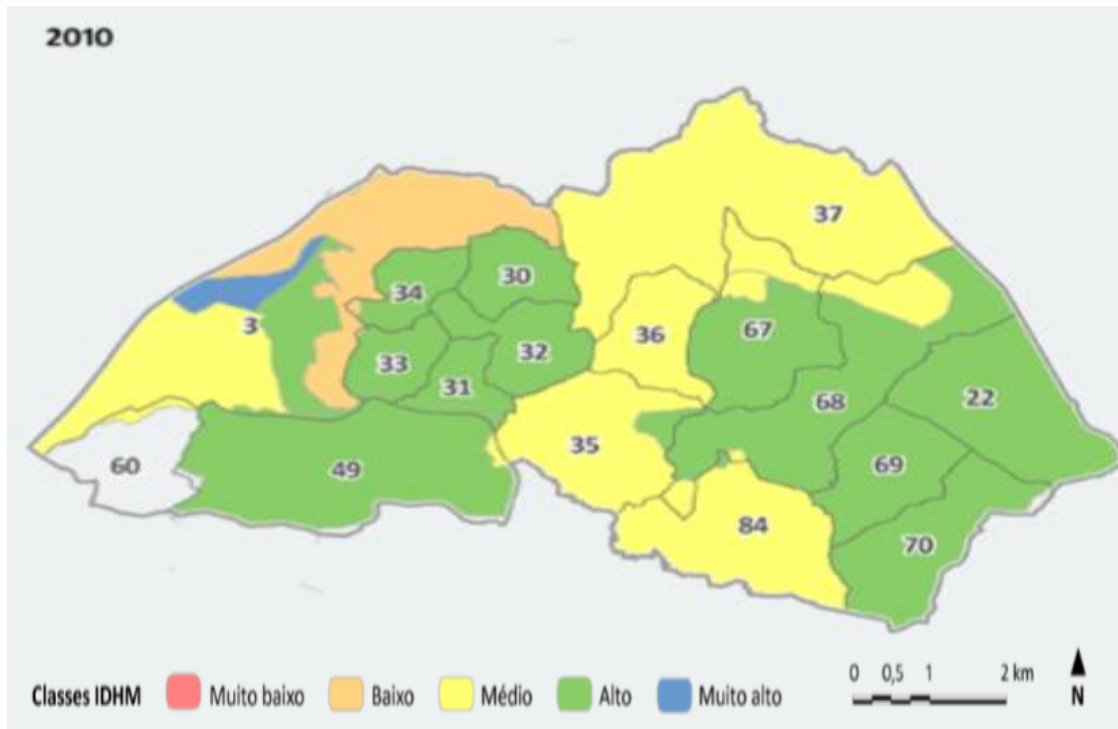 2010
37
34
30
3
67
36
33
32
31
68
22
35
60
49
69
84
70
Classes IDHM
Muito baixo
Baixo
Médio
Alto
Muito alto
0 0,5 1 2 km
N